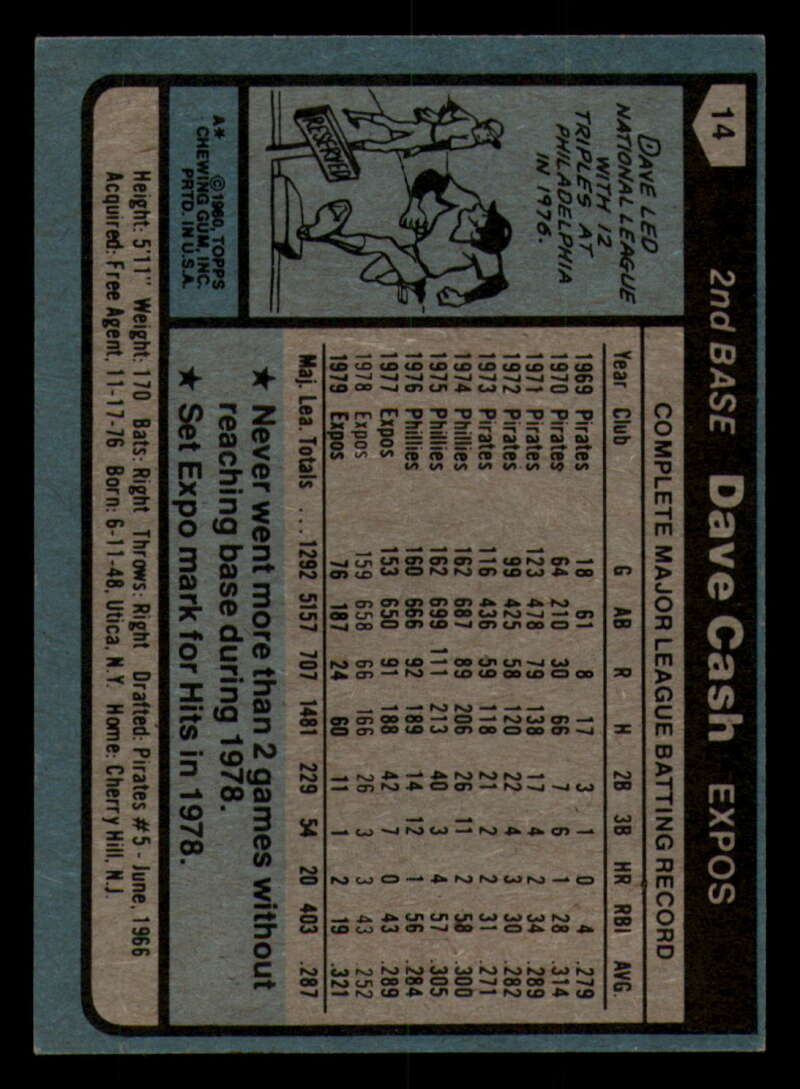 14
2nd BASE Dave Cash EXPOS
DAVE LED
NATIONAL LEAGUE
WITH 12
TRIPLES AT
PHILADELPHIA
IN 1976.
RESERVED
A* © 1980, TOPPS
CHEWING GUM, INC.
PRTD. IN U.S.A.
COMPLETE MAJOR LEAGUE BATTING RECORD
Year Club G AB R H 2B 3B HR RBI AVG.
1969 Pirates 18 61 8 17 3 1 0 4 .279
1970 Pirates 64 210 30 66 7 6 1 28 .314
1971 Pirates 123 478 79 138 17 4 2 34 .289
1972 Pirates 99 425 58 120 22 4 3 30 .282
1973 Pirates 116 436 59 118 21 2 2 31 .271
1974 Phillies 162 687 89 206 26 11 2 58 .300
1975 Phillies 162 699 111 213 40 3 4 57 .305
1976 Phillies 160 666 92 189 14 12 1 56 .284
1977 Expos 153 650 91 188 42 7 0 43 .289
1978 Expos 159 658 66 166 26 3 3 43 .252
1979 Expos 76 187 24 60 11 1 2 19 .321
Maj. Lea. Totals ... 1292 5157 707 1481 229 54 20 403 .287
★ Never went more than 2 games without
reaching base during 1978.
★ Set Expo mark for Hits in 1978.
Height: 5'11" Weight: 170 Bats: Right Throws: Right Drafted: Pirates #5 - June, 1966
Acquired: Free Agent, 11-17-76 Born: 6-11-48, Utica, N.Y. Home: Cherry Hill, N.J.